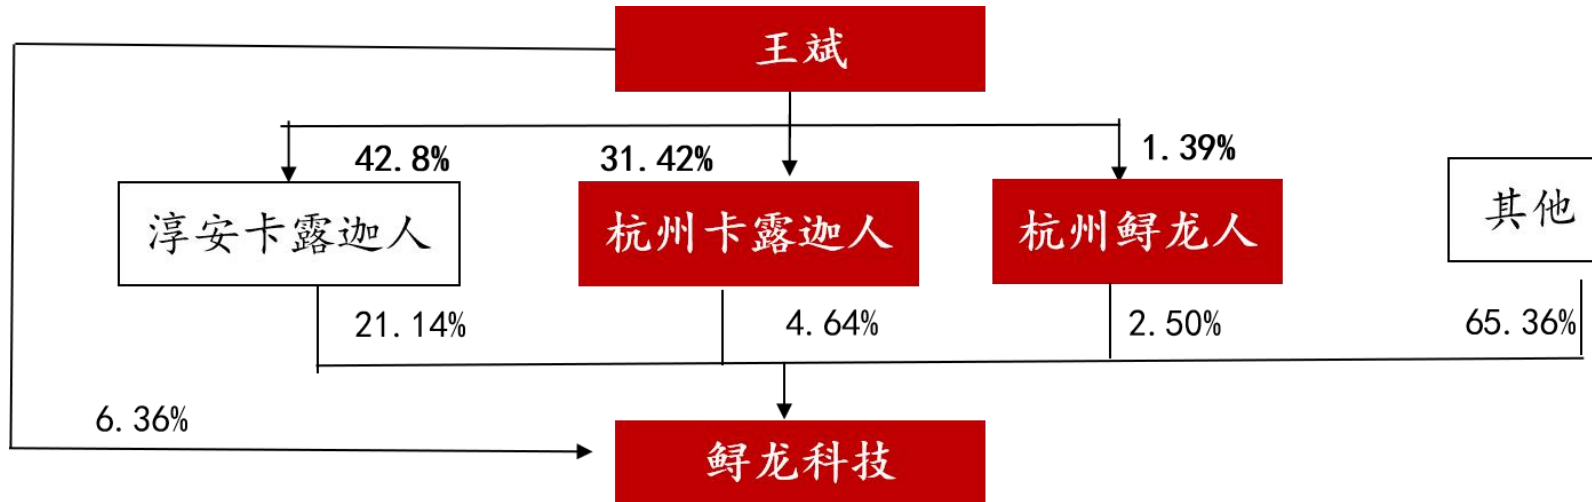 王斌
42.8%
31.42%
1.39%
淳安卡露迦人
杭州卡露迦人
杭州鲟龙人
其他
21.14%
4.64%
2.50%
65.36%
6.36%
鲟龙科技